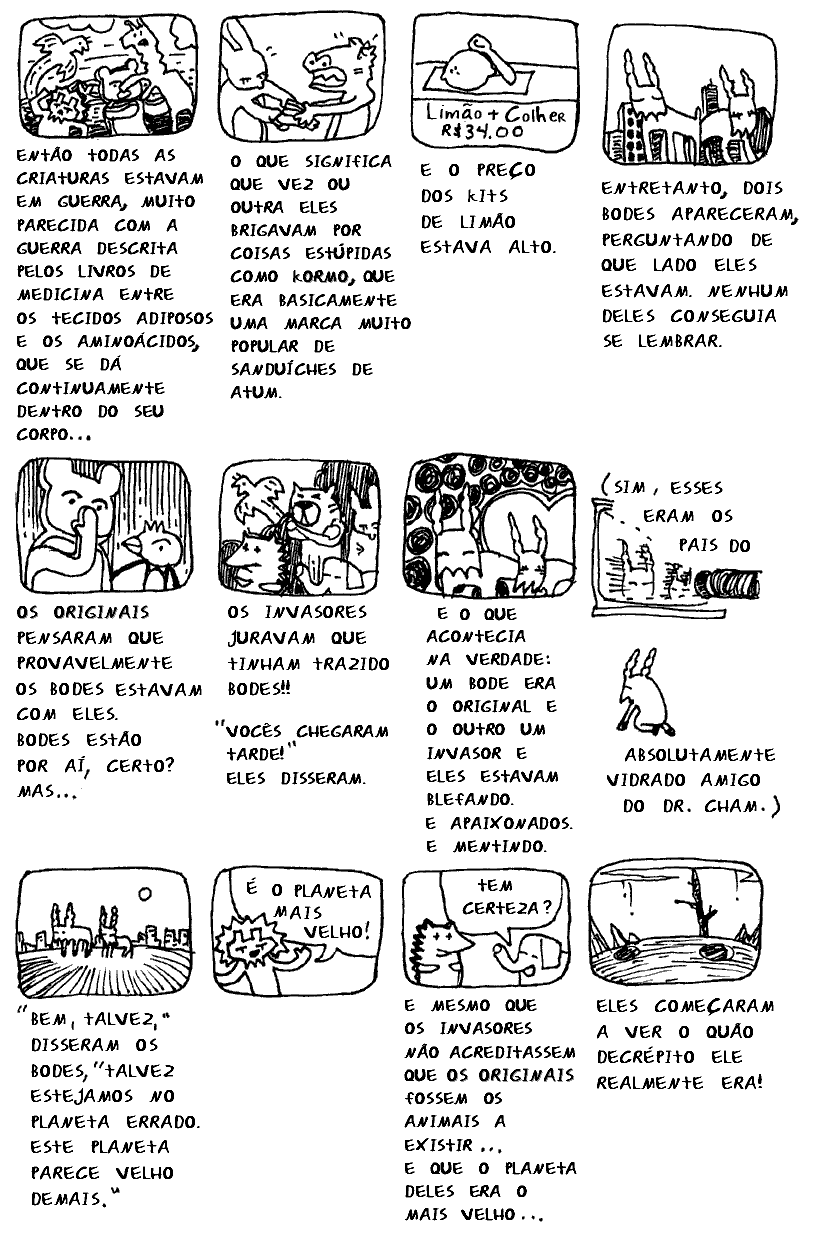 ENTÃO TODAS AS
CRIATURAS ESTAVAM
EM GUERRA, MUITO
PARECIDA COM A
GUERRA DESCRITA
PELOS LIVROS DE
MEDICINA ENTRE
OS TECIDOS ADIPOSOS
E OS AMINOÁCIDOS,
QUE SE DÁ
CONTINUAMENTE
DENTRO DO SEU
CORPO...
O QUE SIGNIFICA
QUE VEZ OU
OUTRA ELES
BRIGAVAM POR
COISAS ESTÚPIDAS
COMO KORMO, QUE
ERA BASICAMENTE
UMA MARCA MUITO
POPULAR DE
SANDUÍCHES DE
ATUM.
Limão + Colher
R$34.00
E O PREÇO
DOS KITS
DE LIMÃO
ESTAVA ALTO.
ENTRETANTO, DOIS
BODES APARECERAM,
PERGUNTANDO DE
QUE LADO ELES
ESTAVAM. NENHUM
DELES CONSEGUIA
SE LEMBRAR.
OS ORIGINAIS
PENSARAM QUE
PROVAVELMENTE
OS BODES ESTAVAM
COM ELES.
BODES ESTÃO
POR AÍ, CERTO?
MAS...
OS INVASORES
JURAVAM QUE
TINHAM TRAZIDO
BODES!!
"VOCÊS CHEGARAM
TARDE!"
ELES DISSERAM.
E O QUE
ACONTECIA
NA VERDADE:
UM BODE ERA
O ORIGINAL E
O OUTRO UM
INVASOR E
ELES ESTAVAM
BLEFANDO.
E APAIXONADOS.
E MENTINDO.
(SIM, ESSES
ERAM OS
PAIS DO
ABSOLUTAMENTE
VIDRADO AMIGO
DO DR. CHAM.)
"BEM, TALVEZ,"
DISSERAM OS
BODES, "TALVEZ
ESTEJAMOS NO
PLANETA ERRADO.
ESTE PLANETA
PARECE VELHO
DEMAIS."
É O PLANETA
MAIS
VELHO!
TEM
CERTEZA?
E MESMO QUE
OS INVASORES
NÃO ACREDITASSEM
QUE OS ORIGINAIS
FOSSEM OS
ANIMAIS A
EXISTIR...
E QUE O PLANETA
DELES ERA O
MAIS VELHO...
ELES COMEÇARAM
A VER O QUÃO
DECRÉPITO ELE
REALMENTE ERA!